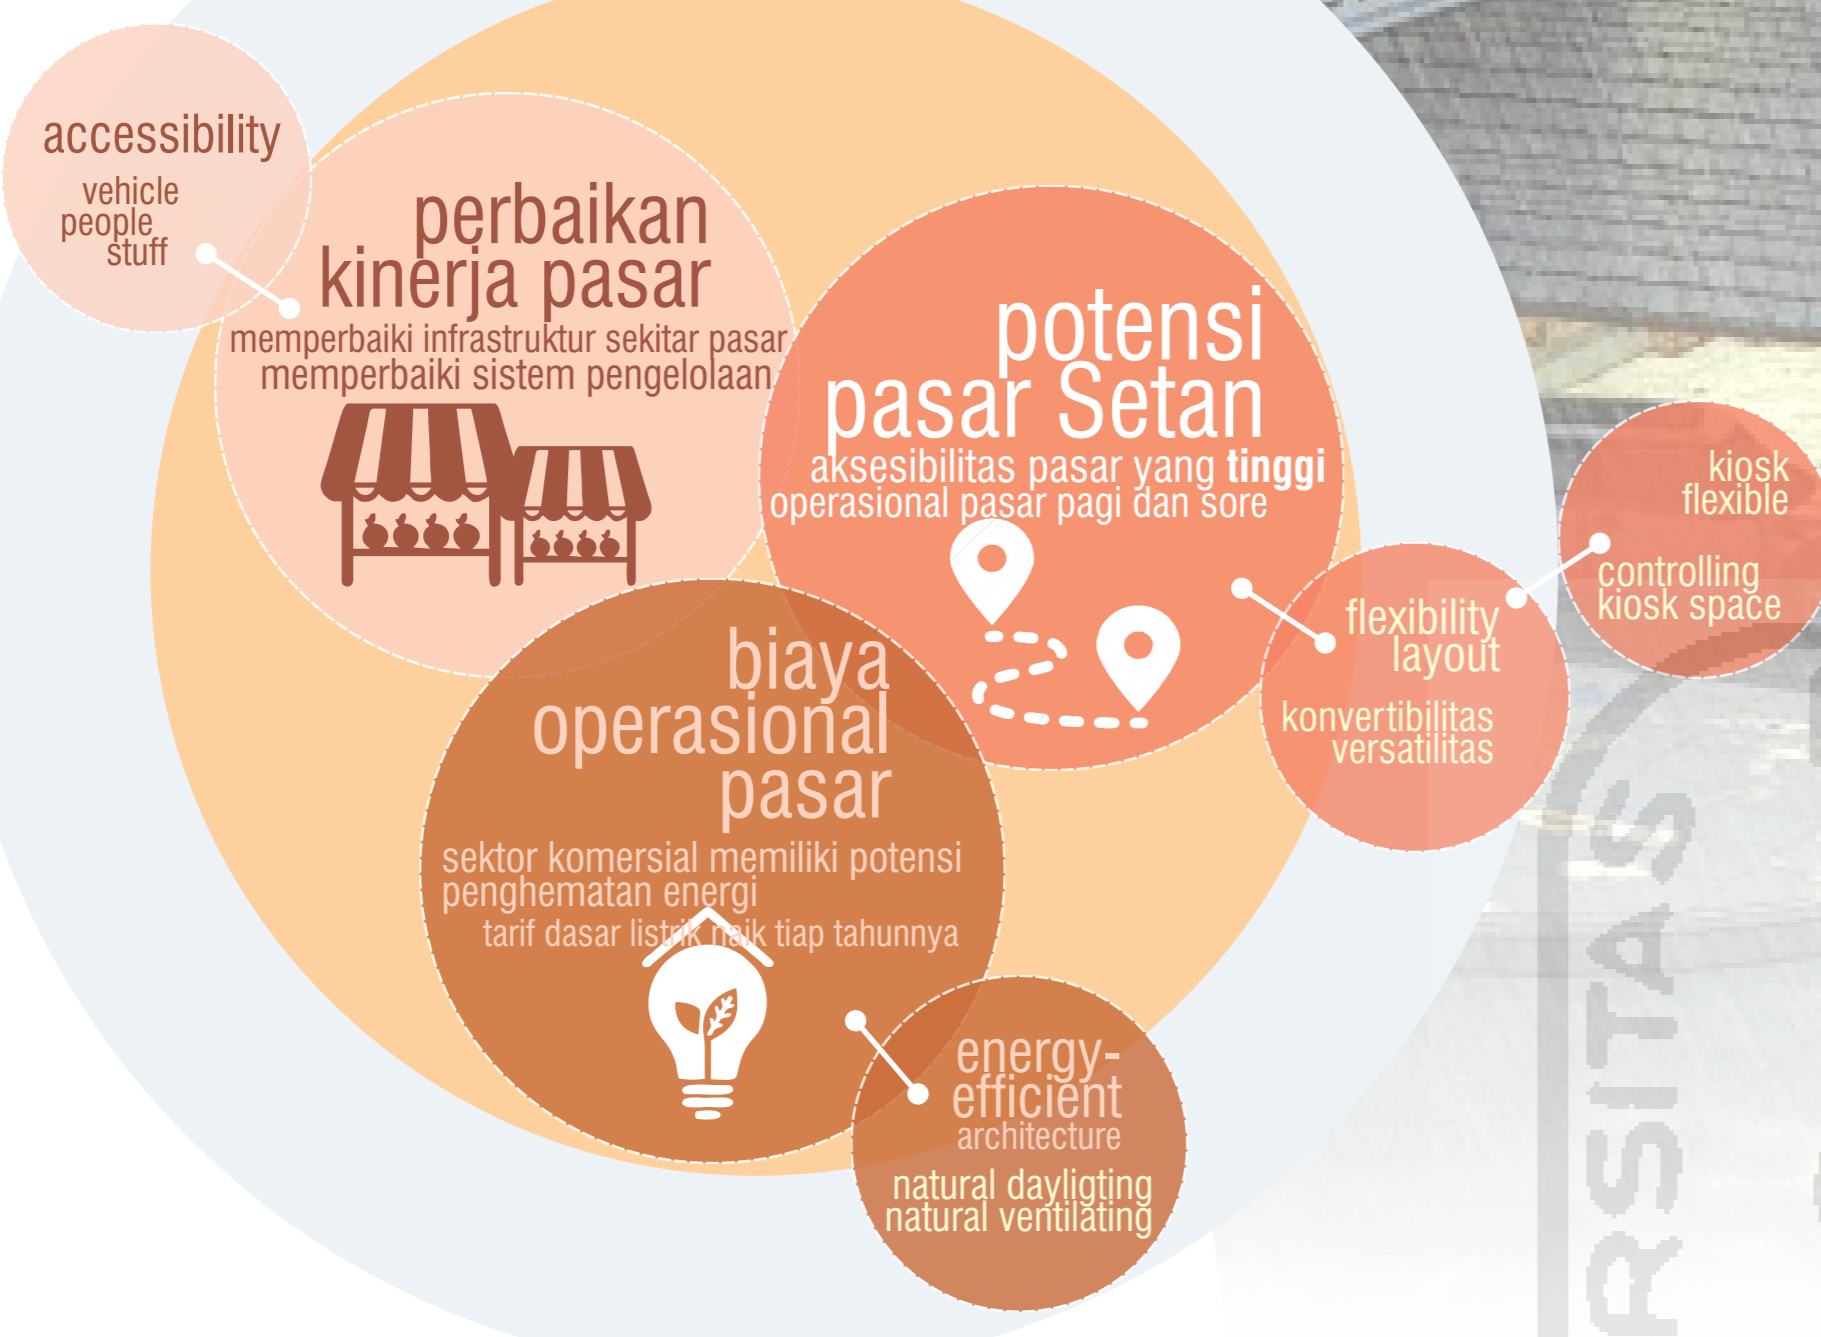 accessibility
vehicle
people
stuff
perbaikan
kinerja pasar
memperbaiki infrastruktur sekitar pasar
memperbaiki sistem pengelolaan
potensi
pasar Setan
aksesibilitas pasar yang tinggi
operasional pasar pagi dan sore
kiosk
flexible
controlling
kiosk space
flexibility
layout
konvertibilitas
versatilitas
biaya
operasional
pasar
sektor komersial memiliki potensi
penghematan energi
tarif dasar listrik naik tiap tahunnya
energy-
efficient
architecture
natural dayligting
natural ventilating
RSITAS